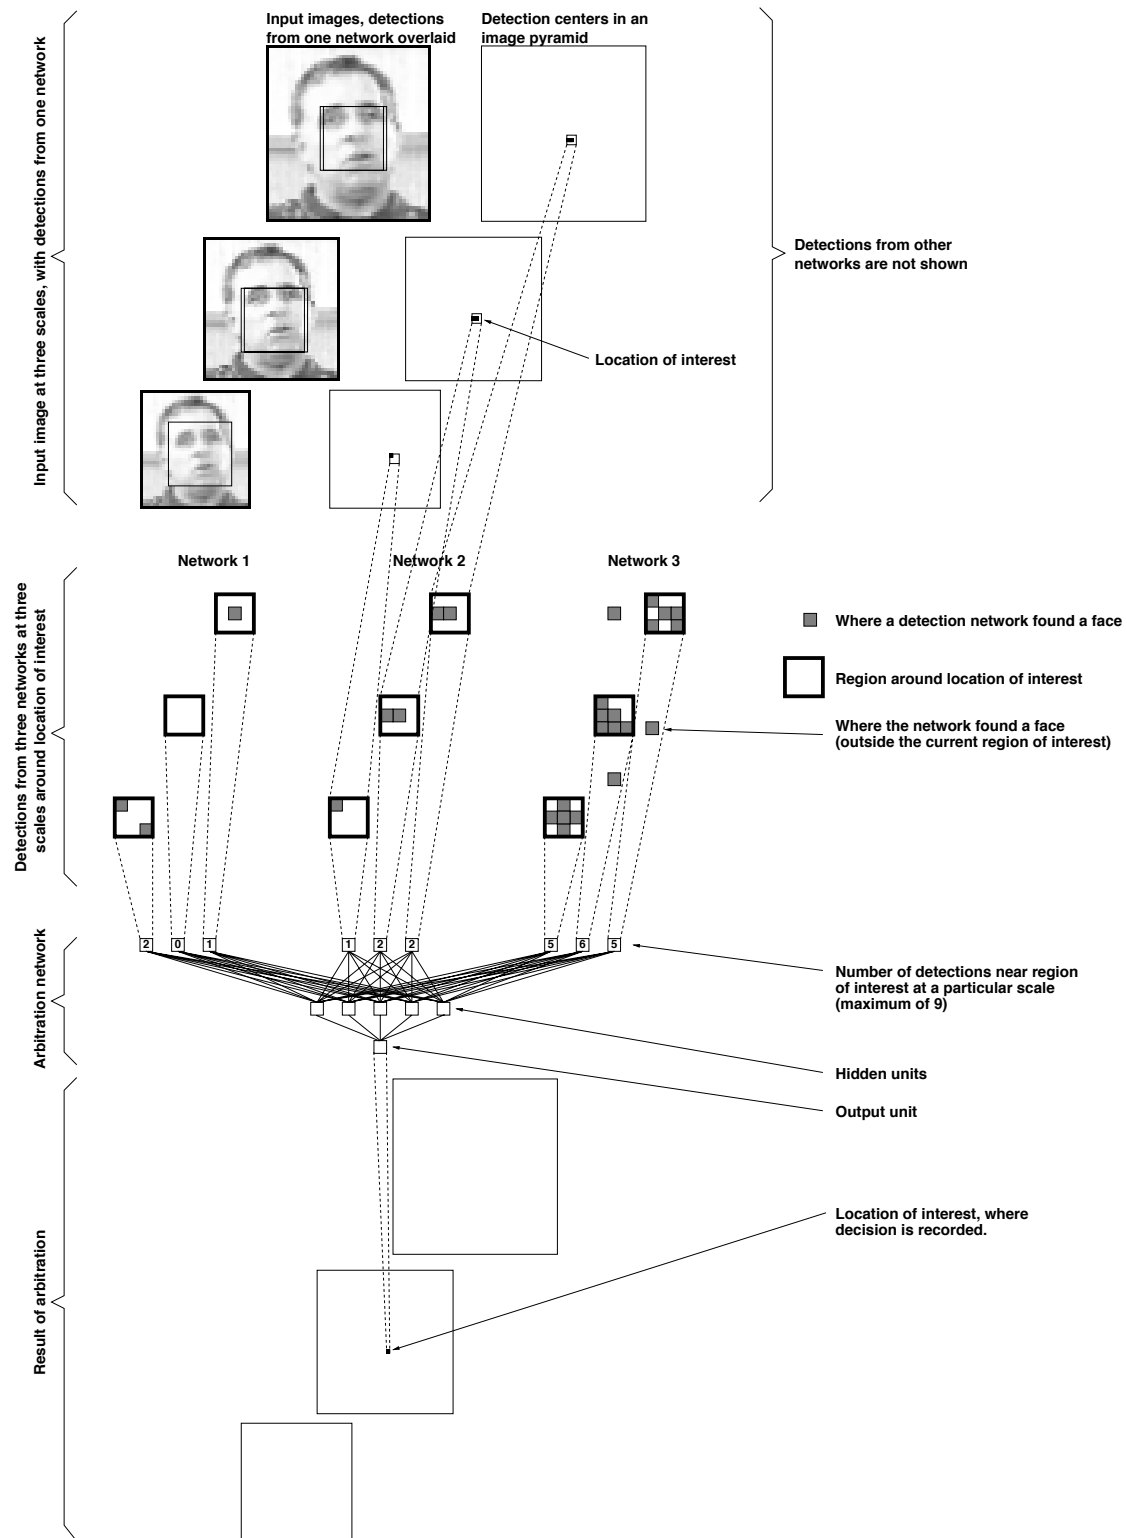 Input images, detections
from one network overlaid
Detection centers in an
image pyramid
Input image at three scales, with detections from one network
Detections from other
networks are not shown
Location of interest
Network 1
Network 2
Network 3
Detections from three networks at three
scales around location of interest
Where a detection network found a face
Region around location of interest
Where the network found a face
(outside the current region of interest)
Arbitration network
2 0 1 1 2 2 5 6 5
Number of detections near region
of interest at a particular scale
(maximum of 9)
Hidden units
Output unit
Result of arbitration
Location of interest, where
decision is recorded.